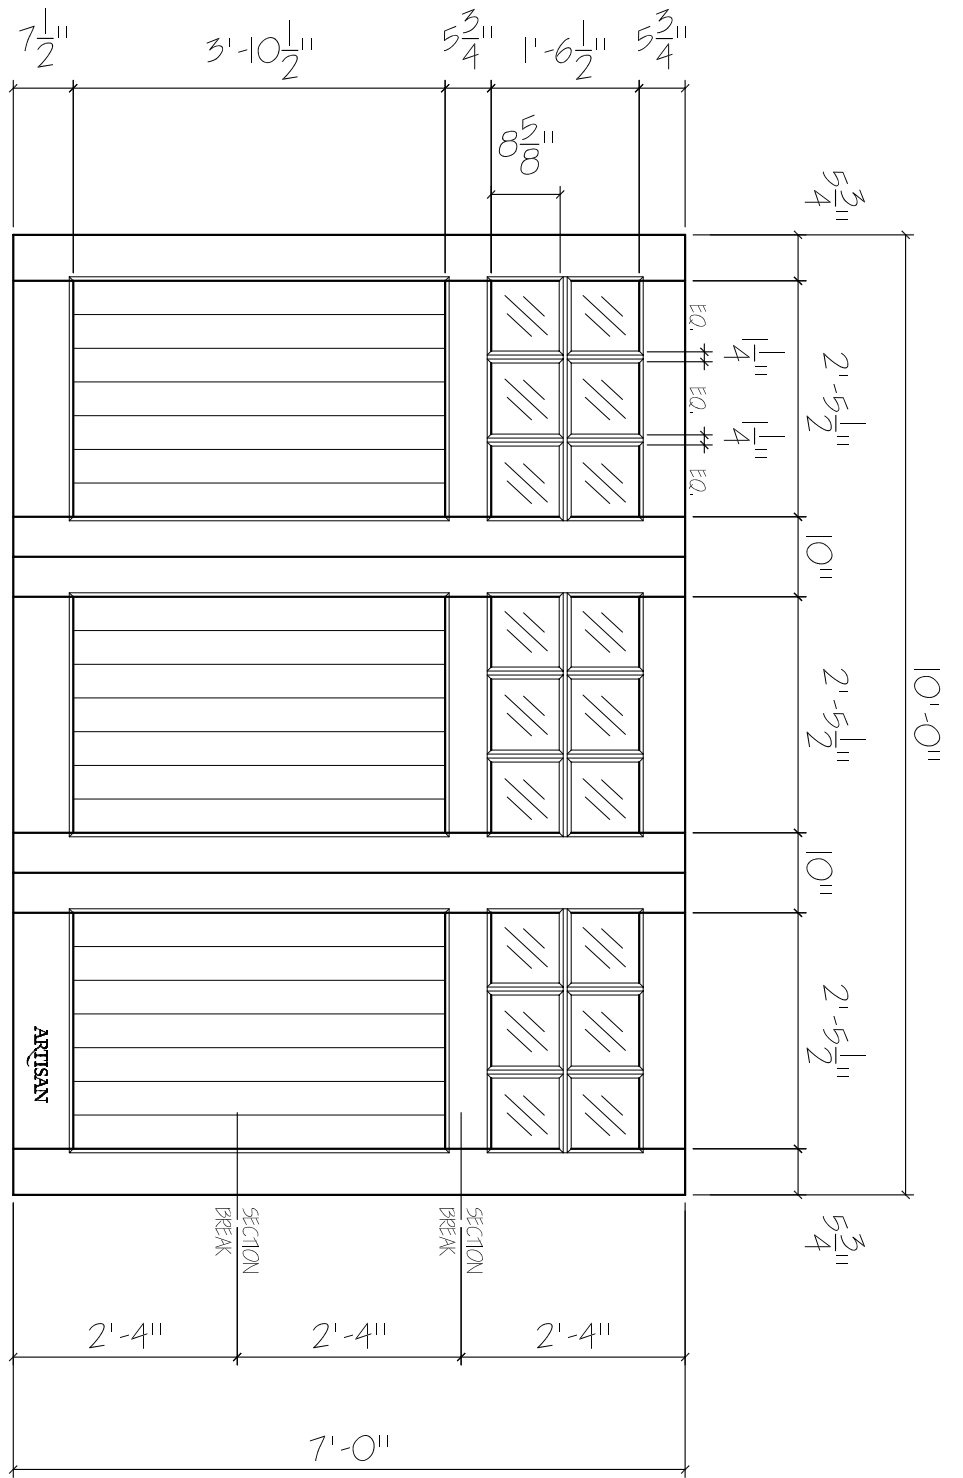 7 1/2"
3'-10 1/2"
5 3/4"
1'-6 1/2"
5 3/4"
8 5/8"
5 3/4"
2'-5 1/2"
10"
2'-5 1/2"
10"
2'-5 1/2"
5 3/4"
10'-0"
EQ.
1 1/4"
EQ.
1 1/4"
EQ.
ARTISAN
SECTION
BREAK
SECTION
BREAK
2'-4"
2'-4"
2'-4"
7'-0"